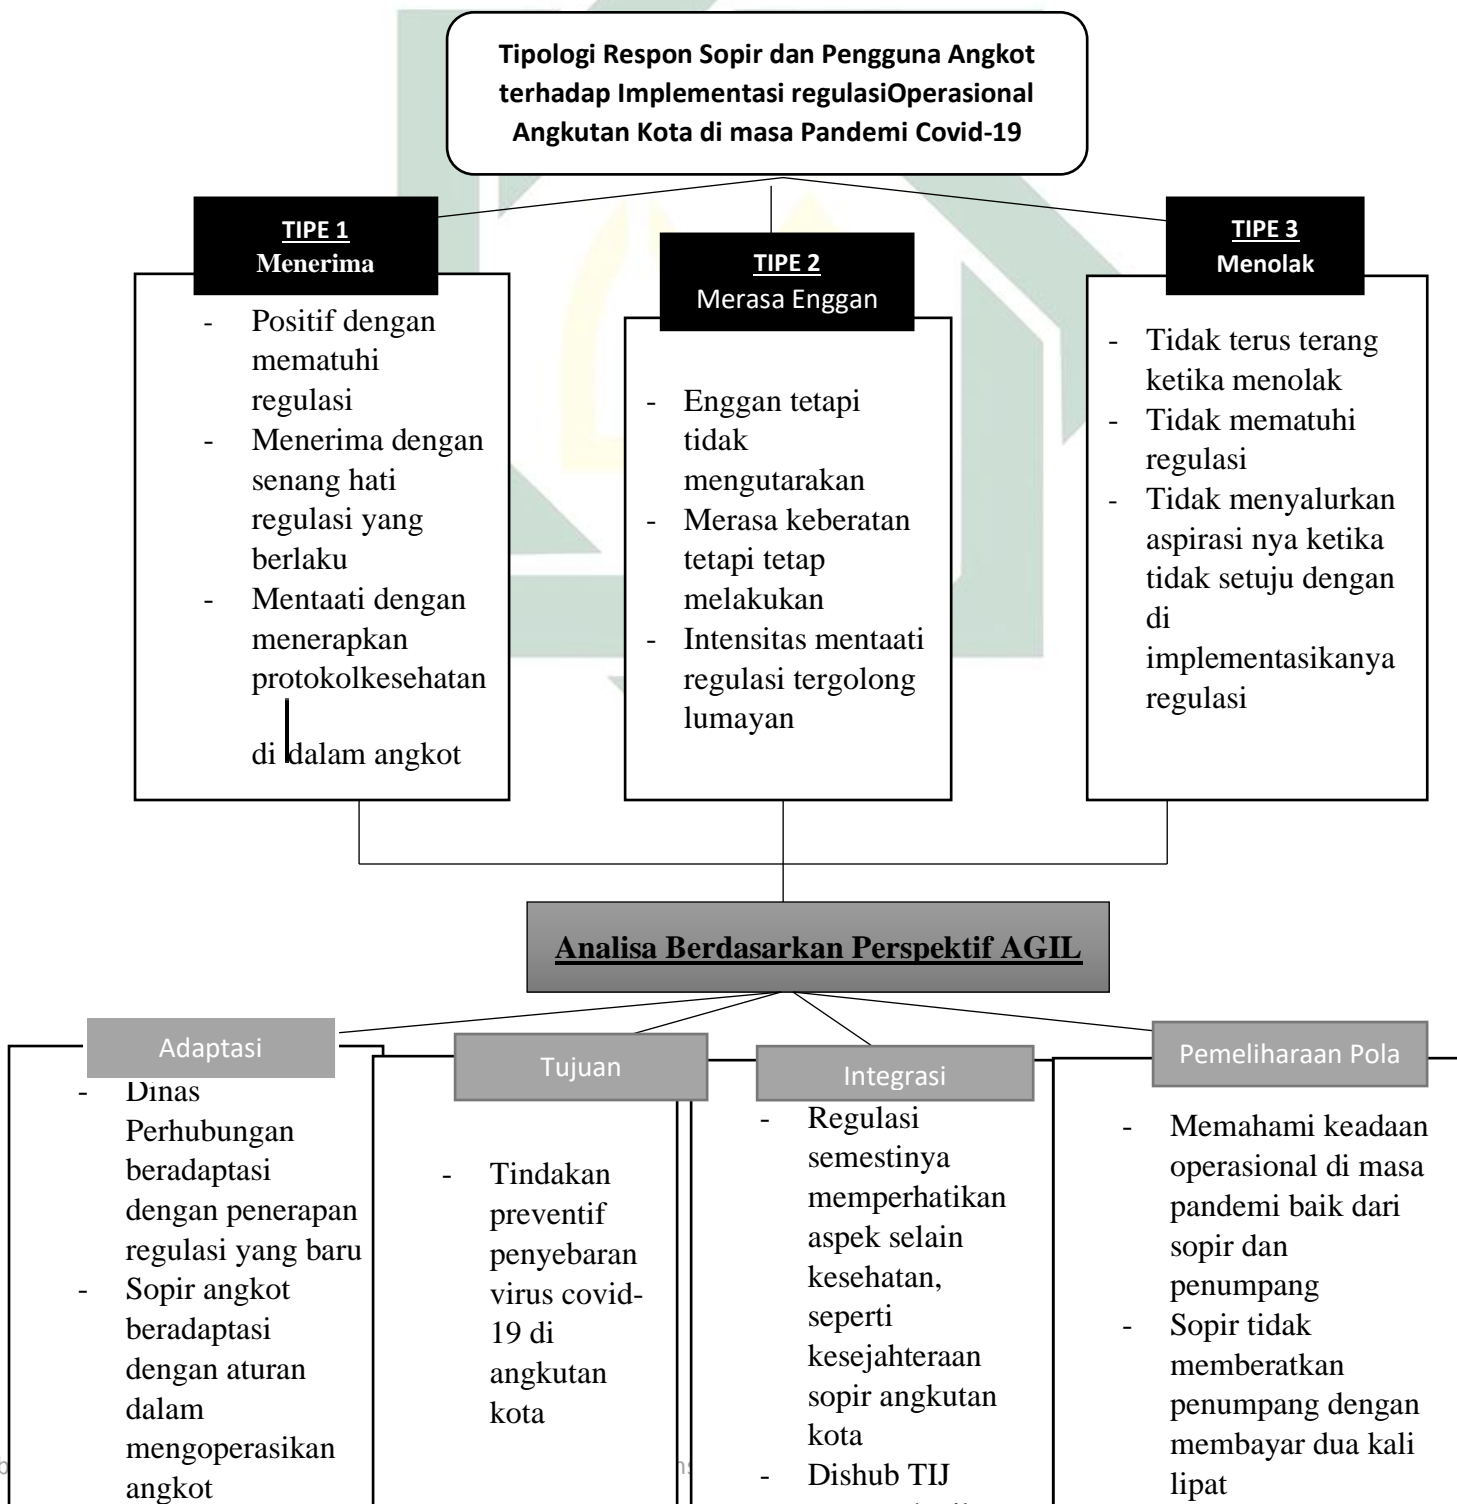 Tipologi Respon Sopir dan Pengguna Angkot
terhadap Implementasi regulasiOperasional
Angkutan Kota di masa Pandemi Covid-19
TIPE 1
Menerima
- Positif dengan
mematuhi
regulasi
- Menerima dengan
senang hati
regulasi yang
berlaku
- Mentaati dengan
menerapkan
protokolkesehatan
di dalam angkot
TIPE 2
Merasa Enggan
- Enggan tetapi
tidak
mengutarakan
- Merasa keberatan
tetapi tetap
melakukan
- Intensitas mentaati
regulasi tergolong
lumayan
TIPE 3
Menolak
- Tidak terus terang
ketika menolak
- Tidak mematuhi
regulasi
- Tidak menyalurkan
aspirasi nya ketika
tidak setuju dengan
di
implementasikanya
regulasi
Analisa Berdasarkan Perspektif AGIL
Adaptasi
- Dinas
Perhubungan
beradaptasi
dengan penerapan
regulasi yang baru
- Sopir angkot
beradaptasi
dengan aturan
dalam
mengoperasikan
angkot
Tujuan
- Tindakan
preventif
penyebaran
virus covid-
19 di
angkutan
kota
Integrasi
- Regulasi
semestinya
memperhatikan
aspek selain
kesehatan,
seperti
kesejahteraan
sopir angkutan
kota
- Dishub TIJ
Pemeliharaan Pola
- Memahami keadaan
operasional di masa
pandemi baik dari
sopir dan
penumpang
- Sopir tidak
memberatkan
penumpang dengan
membayar dua kali
lipat